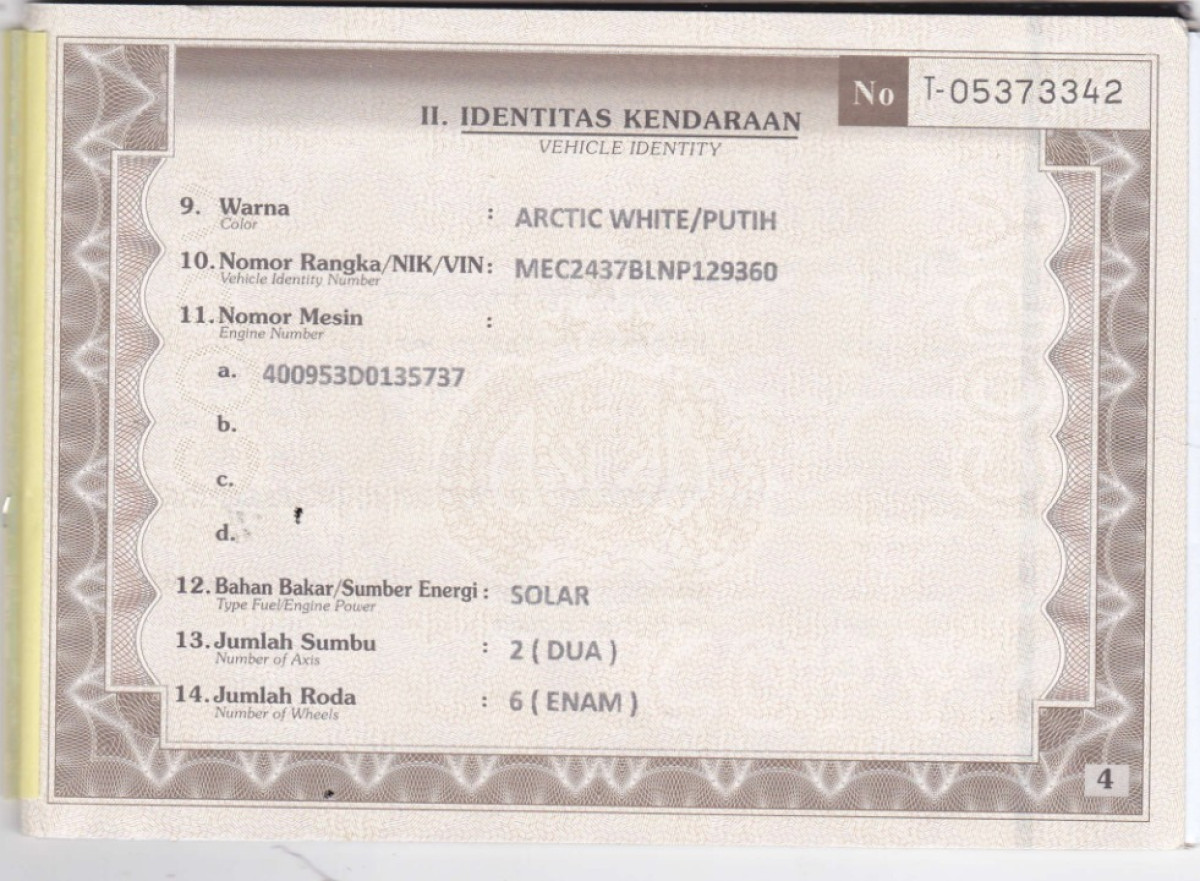 No T-05373342
II. IDENTITAS KENDARAAN
VEHICLE IDENTITY
9. Warna : ARCTIC WHITE/PUTIH
Color
10. Nomor Rangka/NIK/VIN : MEC2437BLNP129360
Vehicle Identity Number
11. Nomor Mesin :
Engine Number
a. 400953D0135737
b.
c.
d.
12. Bahan Bakar/Sumber Energi : SOLAR
Type Fuel/Engine Power
13. Jumlah Sumbu : 2 ( DUA )
Number of Axis
14. Jumlah Roda : 6 ( ENAM )
Number of Wheels
4